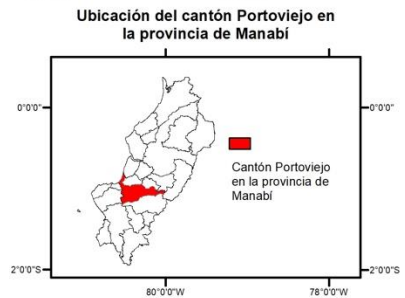 Ubicación del cantón Portoviejo en
la provincia de Manabí
0°0'0"
0°0'0"
Cantón Portoviejo
en la provincia de
Manabí
2°0'0"S
2°0'0"S
80°0'0"W
78°0'0"W